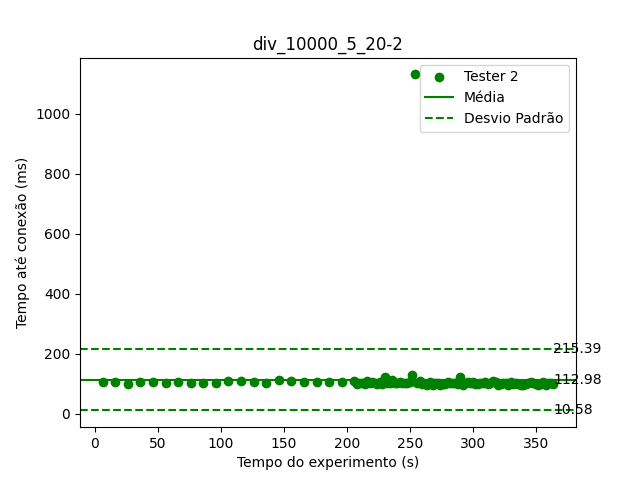 div_10000_5_20-2
Tester 2
Média
Desvio Padrão
Tempo até conexão (ms)
1000
800
600
400
200
0
215.39
112.98
10.58
0 50 100 150 200 250 300 350
Tempo do experimento (s)